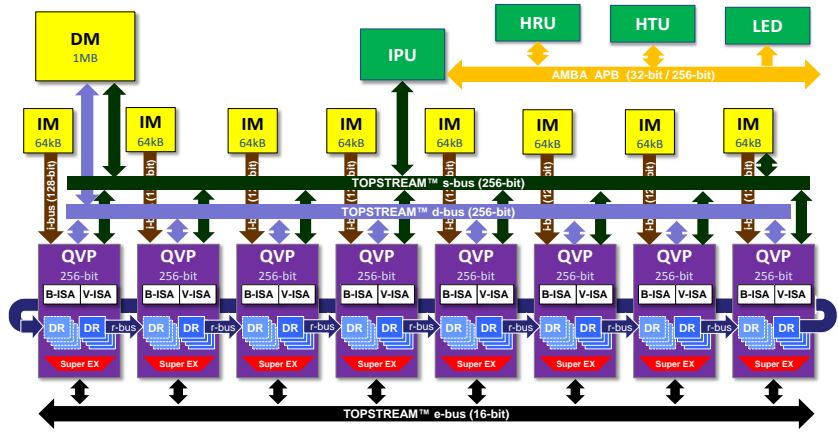 DM
1MB
IPU
HRU
HTU
LED
AMBA APB (32-bit / 256-bit)
IM
64kB
IM
64kB
IM
64kB
IM
64kB
IM
64kB
IM
64kB
IM
64kB
IM
64kB
i-bus (128-bit)
TOPSTREAM™ s-bus (256-bit)
TOPSTREAM™ d-bus (256-bit)
QVP
256-bit
B-ISA V-ISA
DR DR
Super EX
r-bus
QVP
256-bit
B-ISA V-ISA
DR DR
Super EX
r-bus
QVP
256-bit
B-ISA V-ISA
DR DR
Super EX
r-bus
QVP
256-bit
B-ISA V-ISA
DR DR
Super EX
r-bus
QVP
256-bit
B-ISA V-ISA
DR DR
Super EX
r-bus
QVP
256-bit
B-ISA V-ISA
DR DR
Super EX
r-bus
QVP
256-bit
B-ISA V-ISA
DR DR
Super EX
r-bus
QVP
256-bit
B-ISA V-ISA
DR DR
Super EX
TOPSTREAM™ e-bus (16-bit)